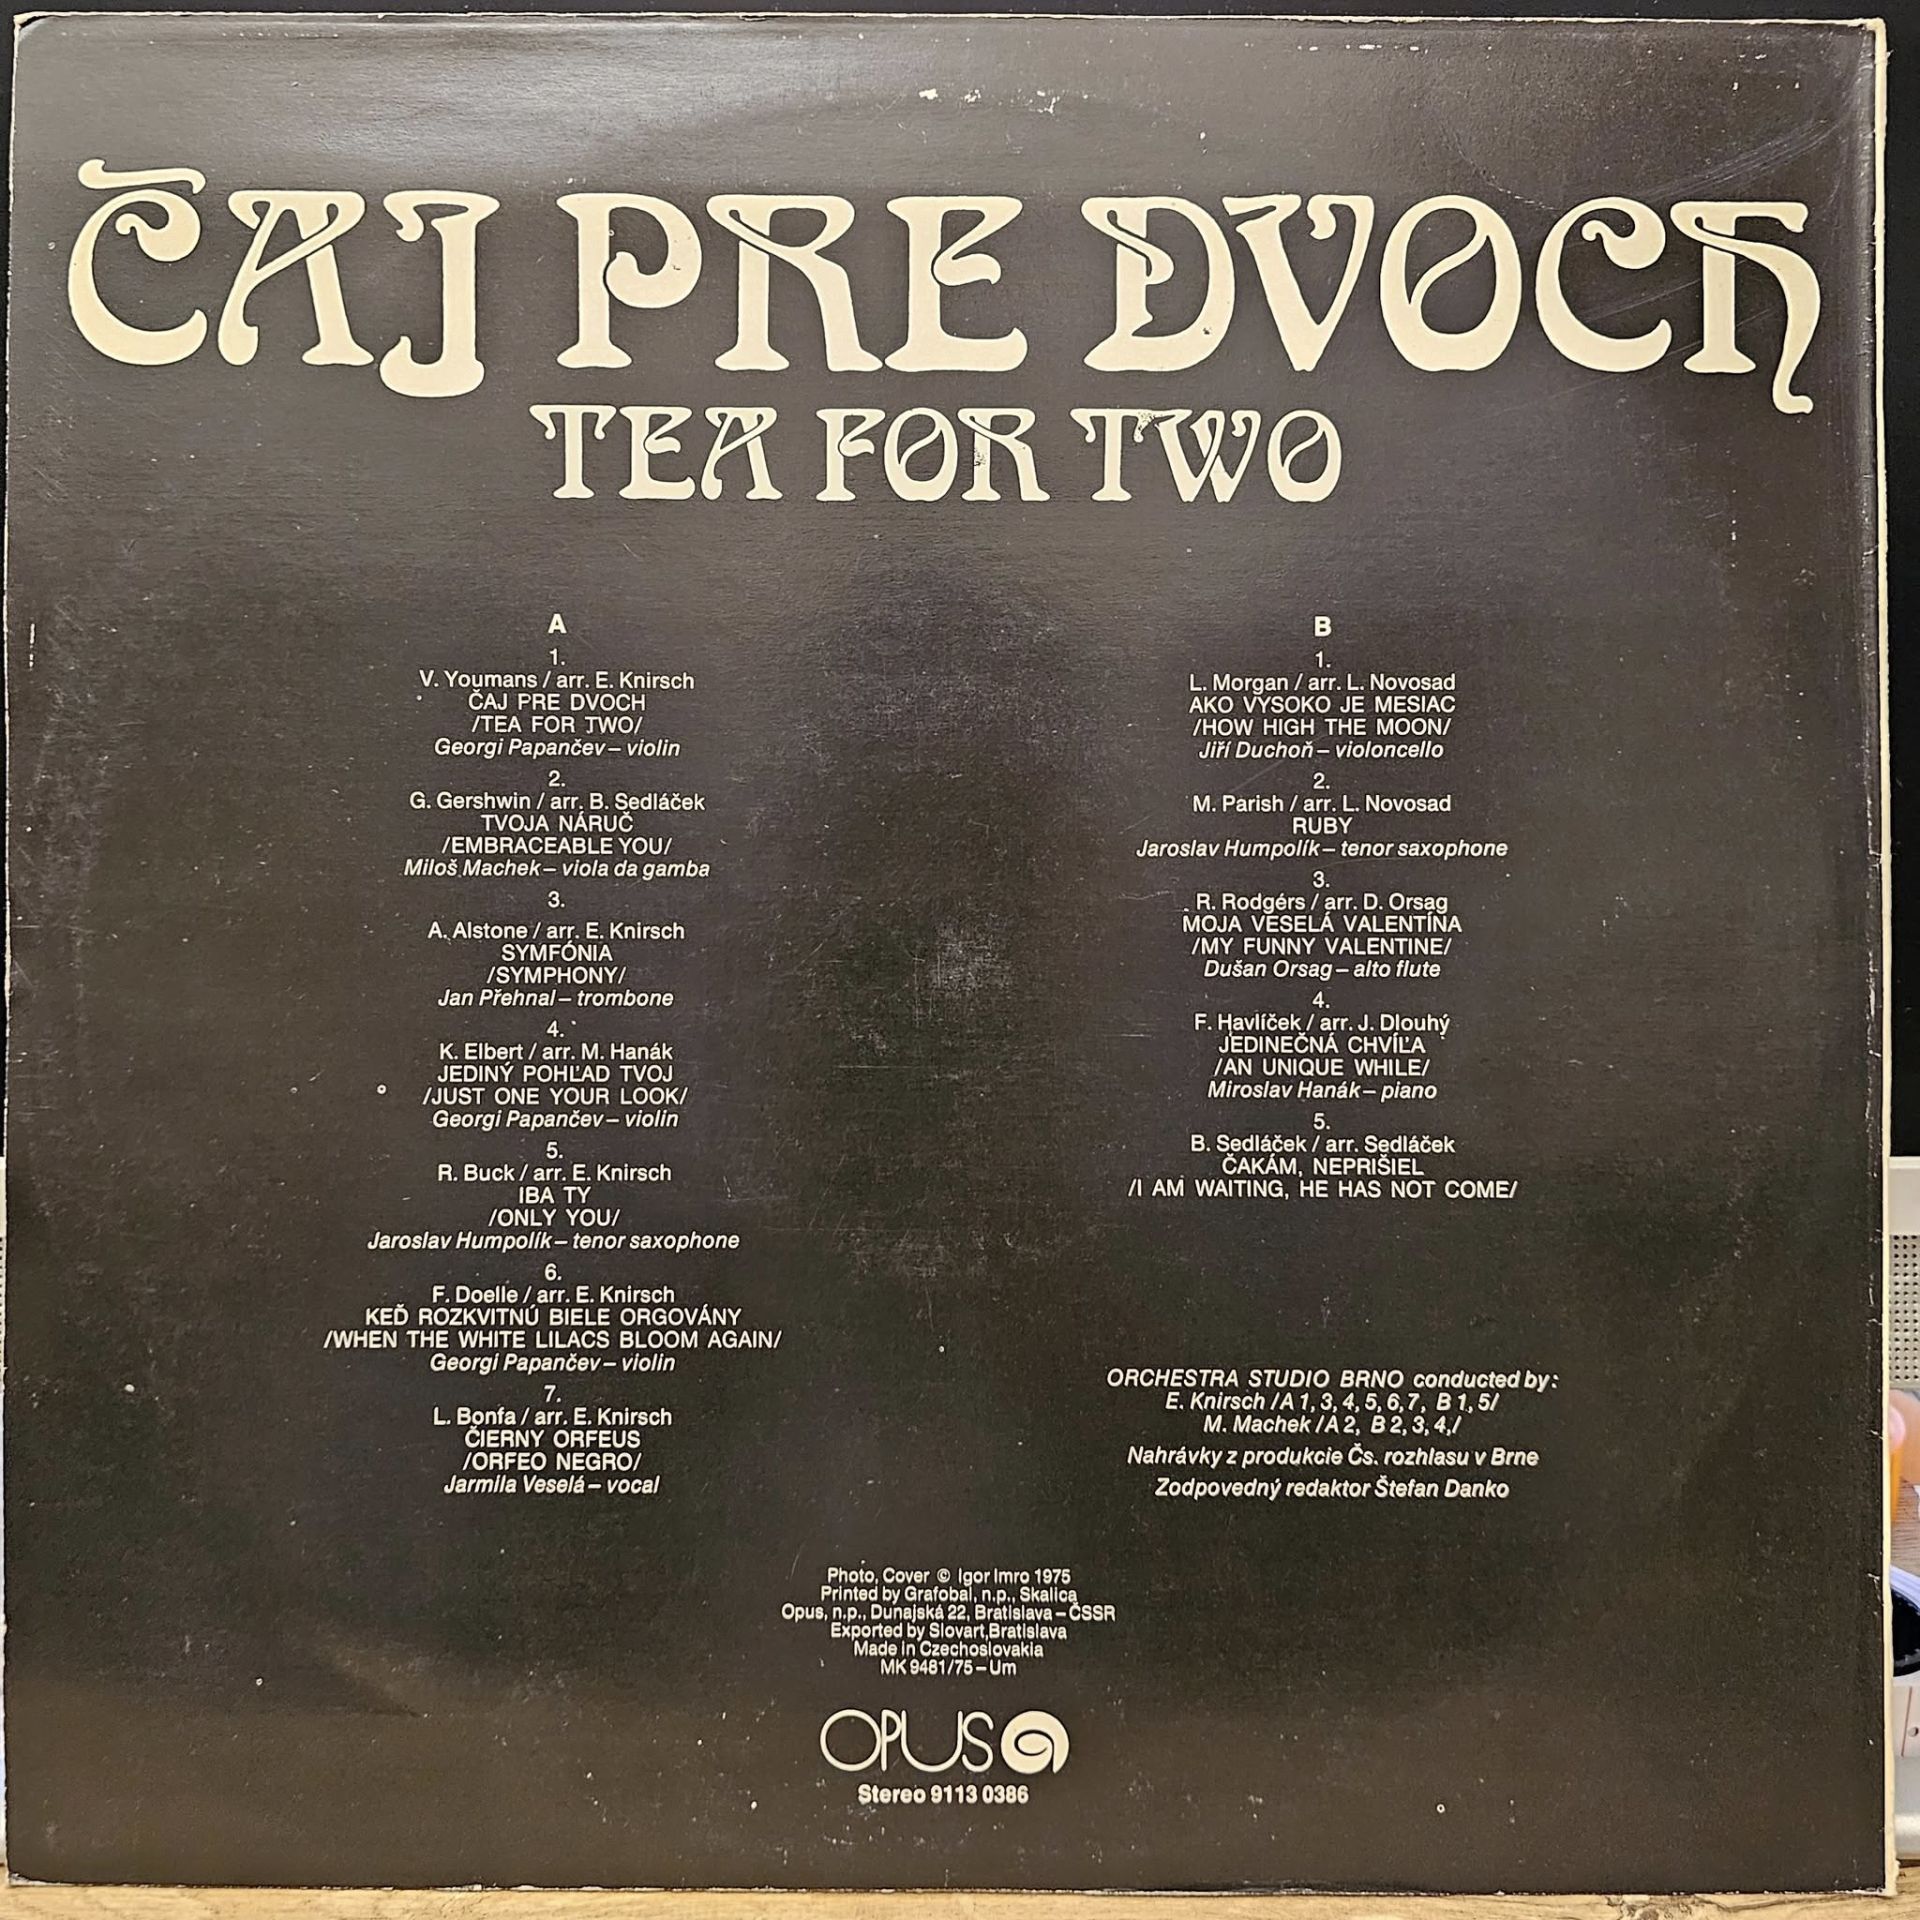 ČAJ PRE DVOCH
TEA FOR TWO
A
1.
V. Youmans / arr. E. Knirsch
ČAJ PRE DVOCH
/TEA FOR TWO/
Georgi Papančev – violin
2.
G. Gershwin / arr. B. Sedláček
TVOJA NÁRUČ
/EMBRACEABLE YOU/
Miloš Machek – viola da gamba
3.
A. Alstone / arr. E. Knirsch
SYMFÓNIA
/SYMPHONY/
Jan Přehnal – trombone
4.
K. Elbert / arr. M. Hanák
JEDINÝ POHĽAD TVOJ
/JUST ONE YOUR LOOK/
Georgi Papančev – violin
5.
R. Buck / arr. E. Knirsch
IBA TY
/ONLY YOU/
Jaroslav Humpolík – tenor saxophone
6.
F. Doelle / arr. E. Knirsch
KEĎ ROZKVITNÚ BIELE ORGOVÁNY
/WHEN THE WHITE LILACS BLOOM AGAIN/
Georgi Papančev – violin
7.
L. Bonfa / arr. E. Knirsch
ČIERNY ORFEUS
/ORFEO NEGRO/
Jarmila Veselá – vocal
B
1.
L. Morgan / arr. L. Novosad
AKO VYSOKO JE MESIAC
/HOW HIGH THE MOON/
Jiří Duchoň – violoncello
2.
M. Parish / arr. L. Novosad
RUBY
Jaroslav Humpolík – tenor saxophone
3.
R. Rodgérs / arr. D. Orsag
MOJA VESELÁ VALENTÍNA
/MY FUNNY VALENTINE/
Dušan Orsag – alto flute
4.
F. Havlíček / arr. J. Dlouhý
JEDINEČNÁ CHVÍĽA
/AN UNIQUE WHILE/
Miroslav Hanák – piano
5.
B. Sedláček / arr. Sedláček
ČAKÁM, NEPRIŠIEL
/I AM WAITING, HE HAS NOT COME/
ORCHESTRA STUDIO BRNO conducted by:
E. Knirsch /A 1, 3, 4, 5, 6, 7, B 1, 5/
M. Machek /A 2, B 2, 3, 4,/
Nahrávky z produkcie Čs. rozhlasu v Brne
Zodpovedný redaktor Štefan Danko
Photo, Cover © Igor Imro 1975
Printed by Grafobal, n.p., Skalica
Opus, n.p., Dunajská 22, Bratislava – ČSSR
Exported by Slovart, Bratislava
Made in Czechoslovakia
MK 9481/75 – Um
OPUS
Stereo 9113 0386